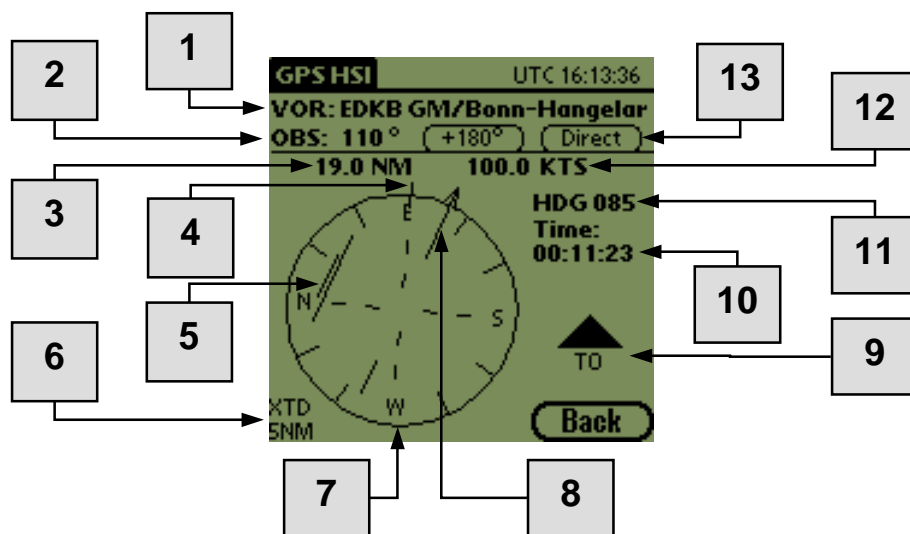 1
2
3
4
5
6
7
8
9
10
11
12
13
GPS HSI UTC 16:13:36
VOR: EDKB GM/Bonn-Hangelar
OBS: 110° +180° Direct
19.0 NM 100.0 KTS
HDG 085
Time:
00:11:23
E
N
S
W
TO
XTD
5NM
Back